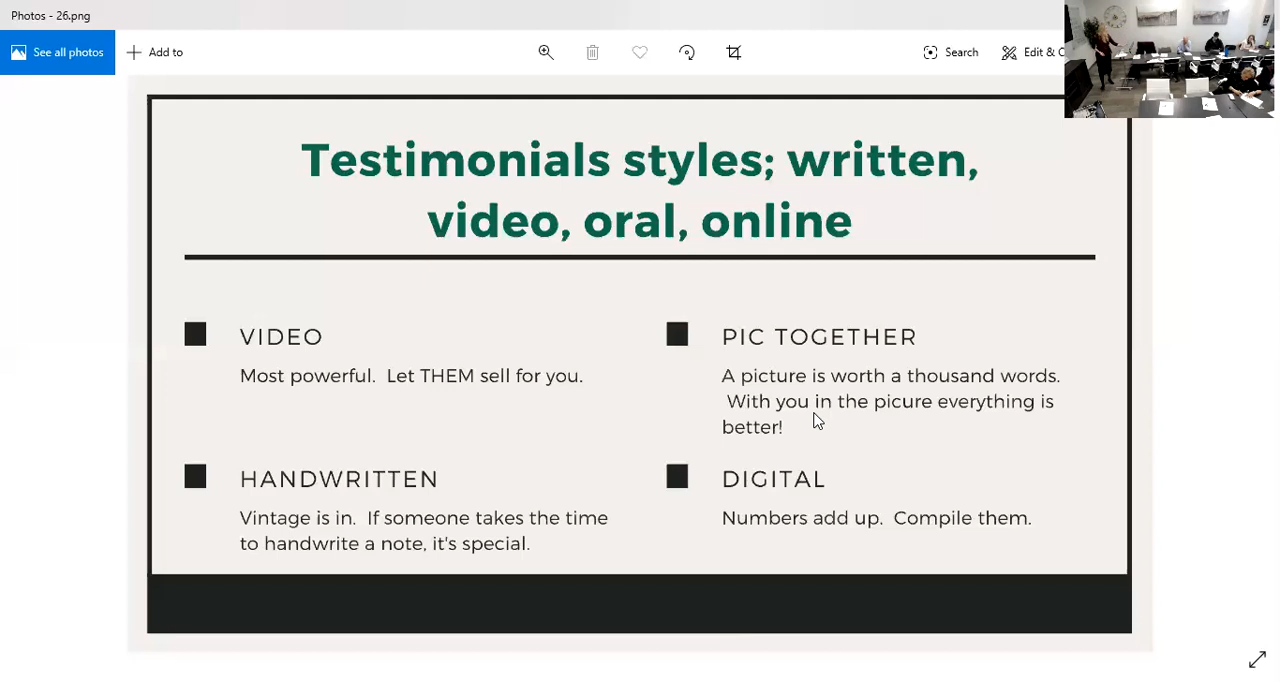 Photos - 26.png
See all photos
Add to
Search
Edit & C
Testimonials styles; written,
video, oral, online
VIDEO
Most powerful. Let THEM sell for you.
HANDWRITTEN
Vintage is in. If someone takes the time
to handwrite a note, it's special.
PIC TOGETHER
A picture is worth a thousand words.
With you in the picure everything is
better!
DIGITAL
Numbers add up. Compile them.